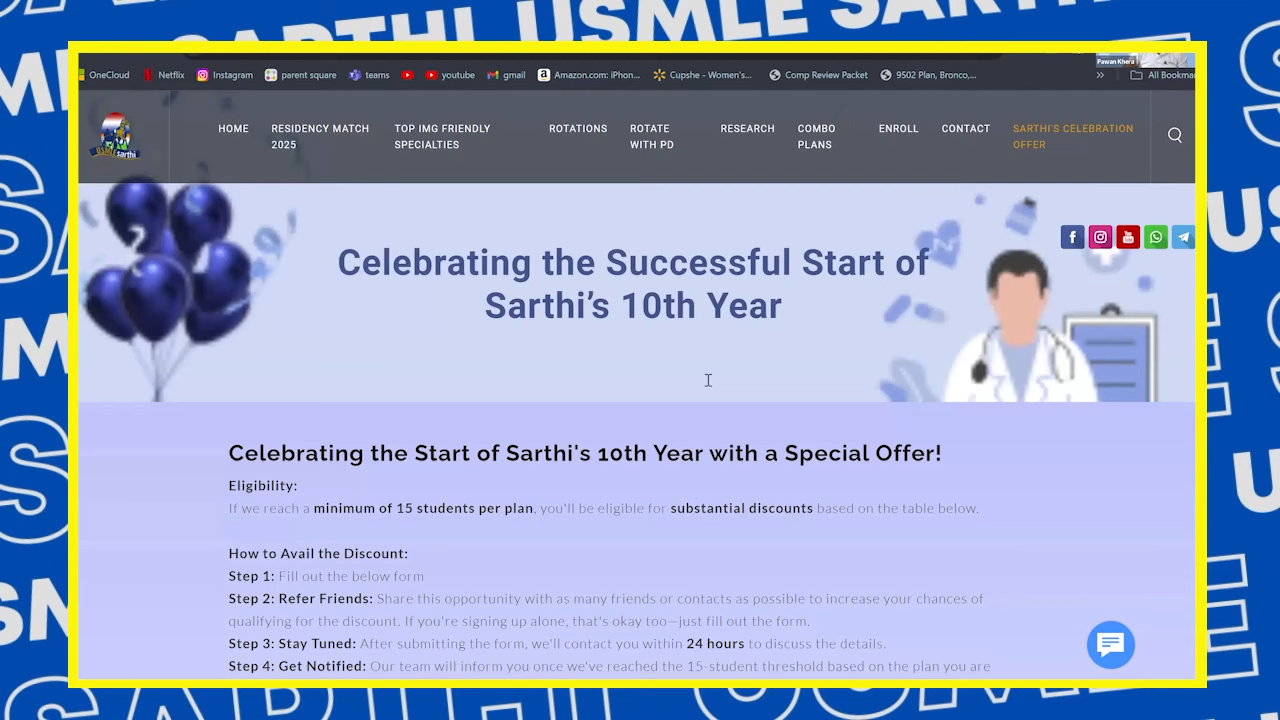 USMLE SARTHI
OneCloud Netflix Instagram parent square teams youtube gmail Amazon.com: iPhon... Cupshe - Women's... Comp Review Packet 9502 Plan, Bronco,... All Bookmar
Pawan Khera
HOME
RESIDENCY MATCH
2025
TOP IMG FRIENDLY
SPECIALTIES
ROTATIONS
ROTATE
WITH PD
RESEARCH
COMBO
PLANS
ENROLL
CONTACT
SARTHI'S CELEBRATION
OFFER
USMLE Sarthi
Celebrating the Successful Start of
Sarthi’s 10th Year
Celebrating the Start of Sarthi's 10th Year with a Special Offer!
Eligibility:
If we reach a minimum of 15 students per plan, you'll be eligible for substantial discounts based on the table below.
How to Avail the Discount:
Step 1: Fill out the below form
Step 2: Refer Friends: Share this opportunity with as many friends or contacts as possible to increase your chances of
qualifying for the discount. If you're signing up alone, that's okay too—just fill out the form.
Step 3: Stay Tuned: After submitting the form, we'll contact you within 24 hours to discuss the details.
Step 4: Get Notified: Our team will inform you once we've reached the 15-student threshold based on the plan you are